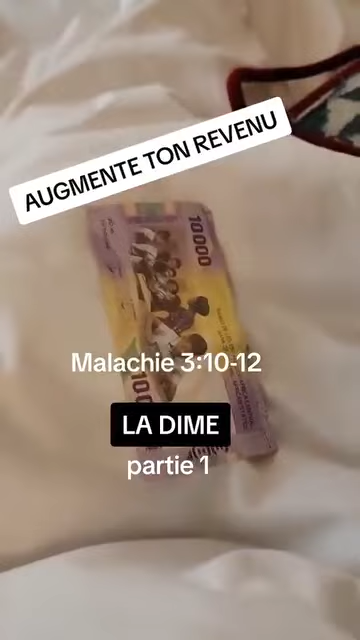 AUGMENTE TON REVENU
10000
Malachie 3:10-12
LA DIME
partie 1